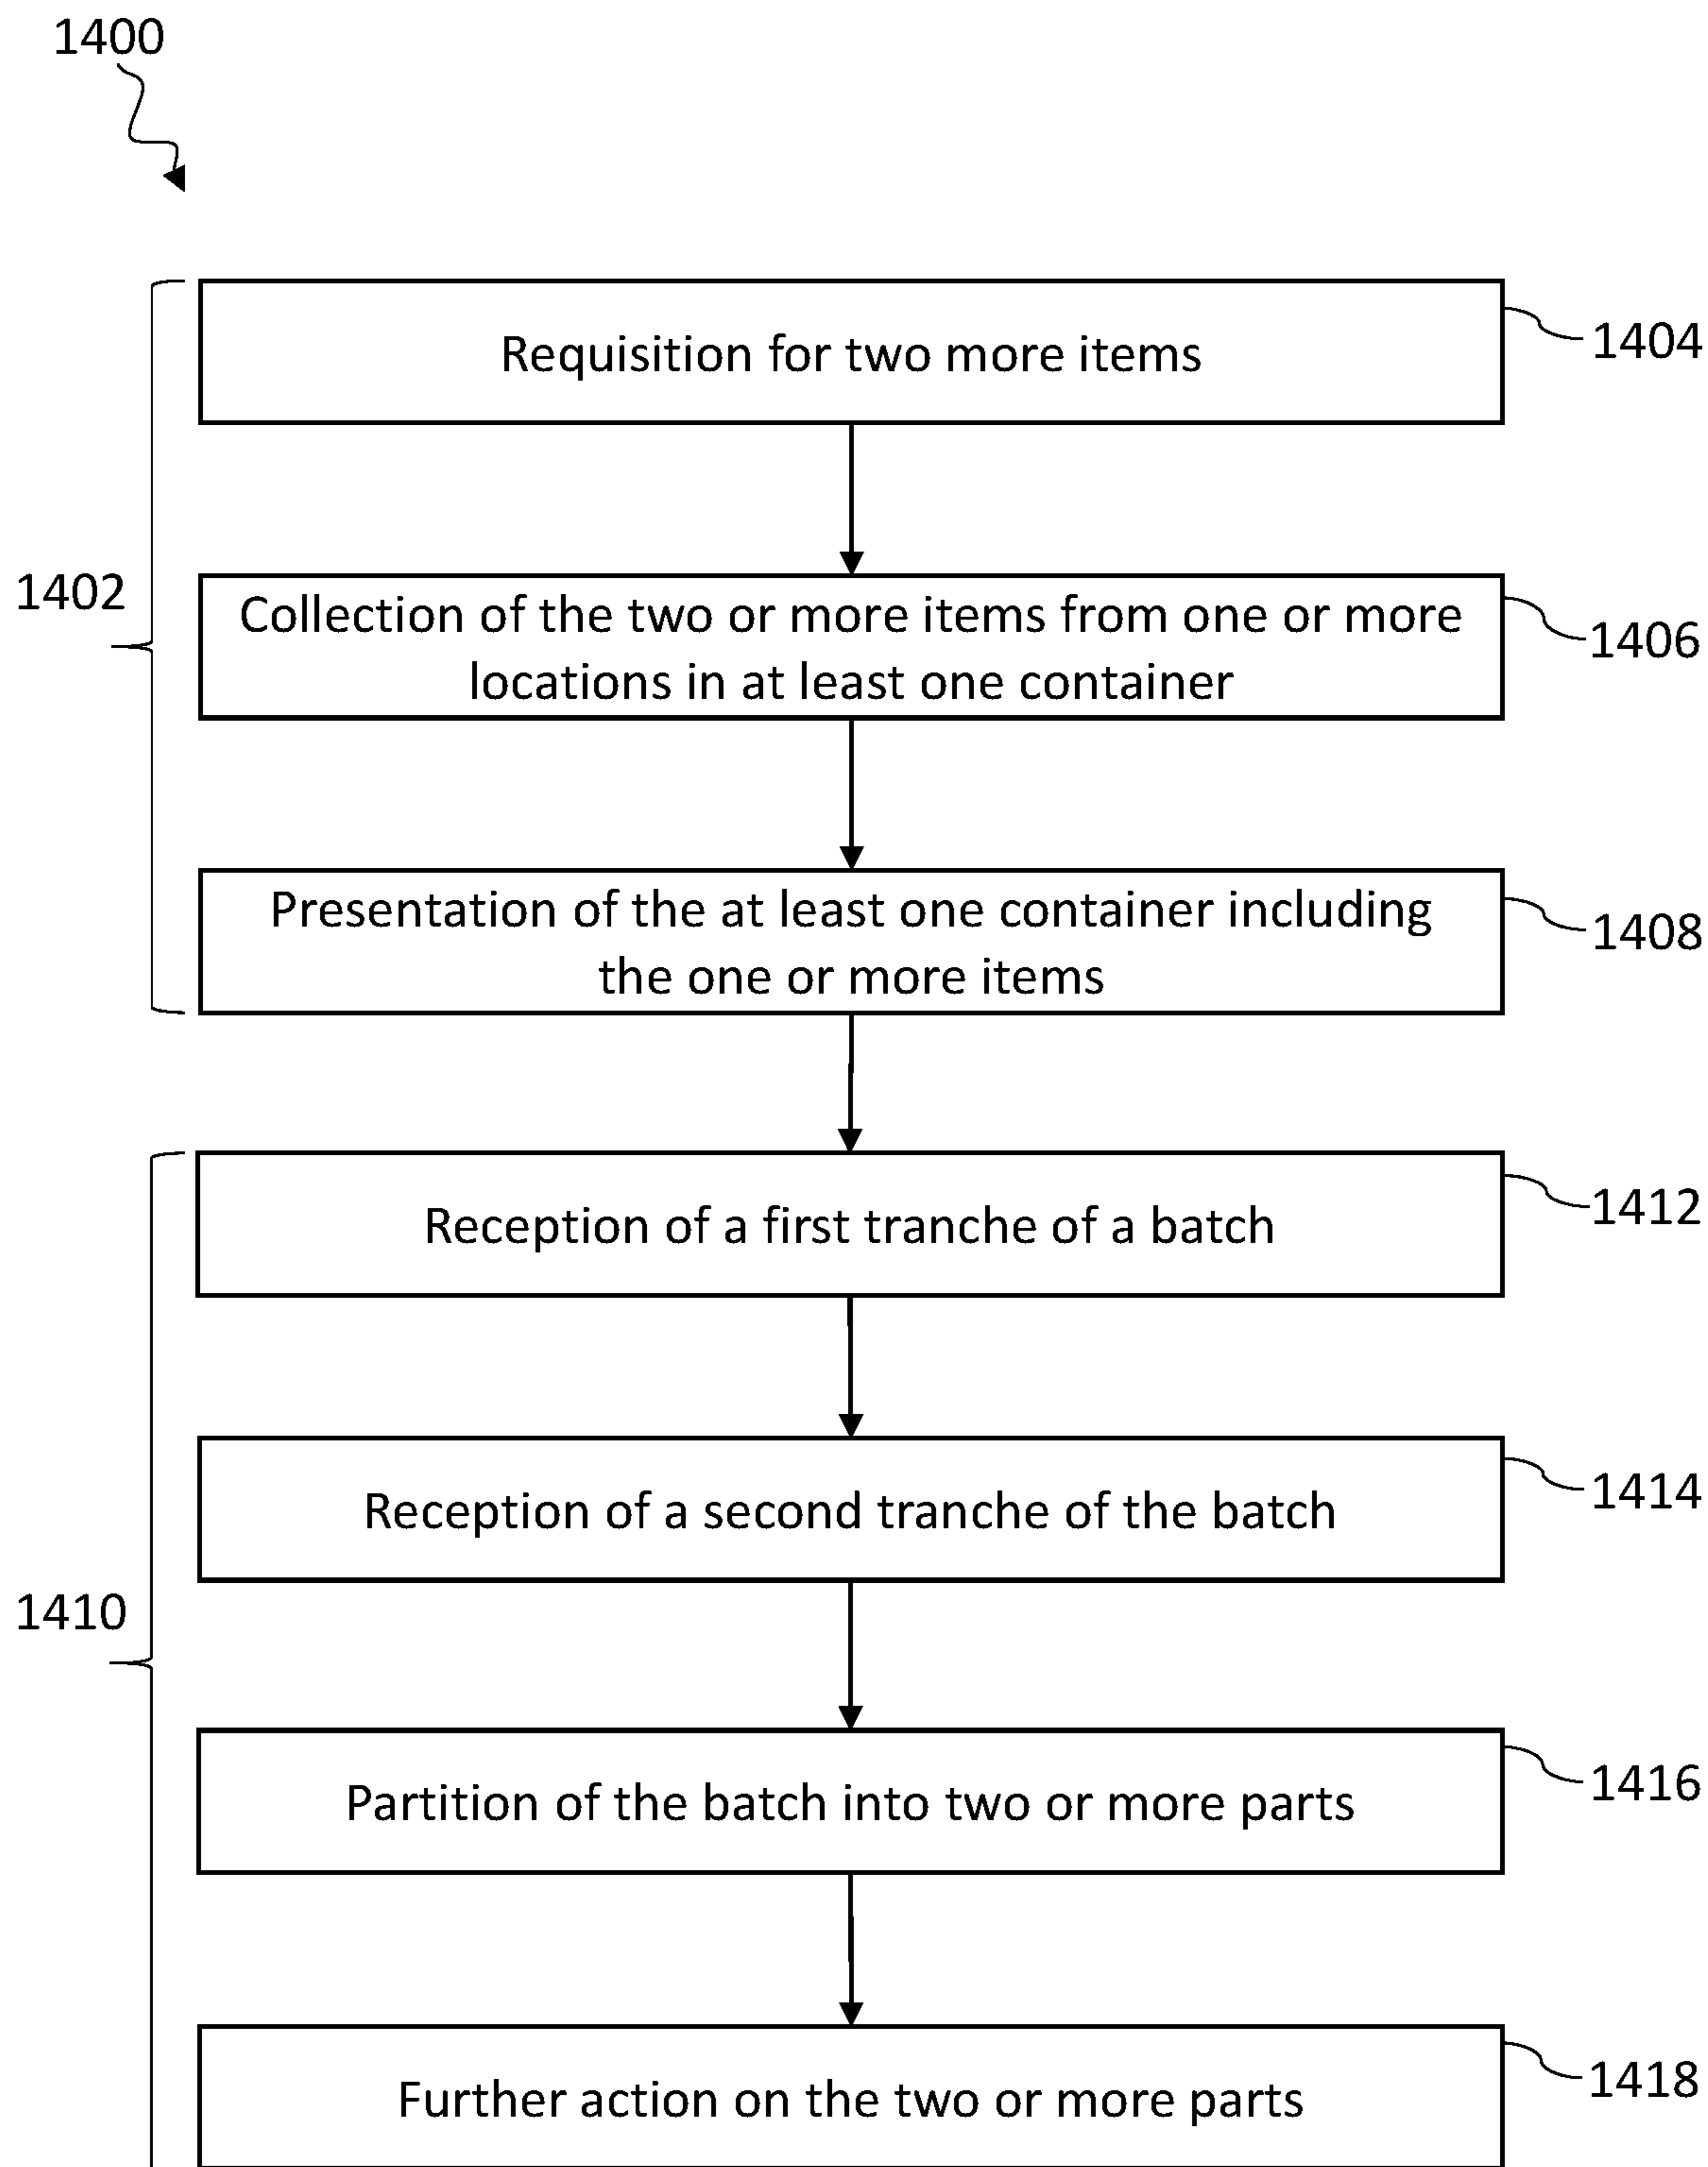 1400
Requisition for two more items
1404
1402
Collection of the two or more items from one or more
locations in at least one container
1406
Presentation of the at least one container including
the one or more items
1408
Reception of a first tranche of a batch
1412
Reception of a second tranche of the batch
1414
1410
Partition of the batch into two or more parts
1416
Further action on the two or more parts
1418